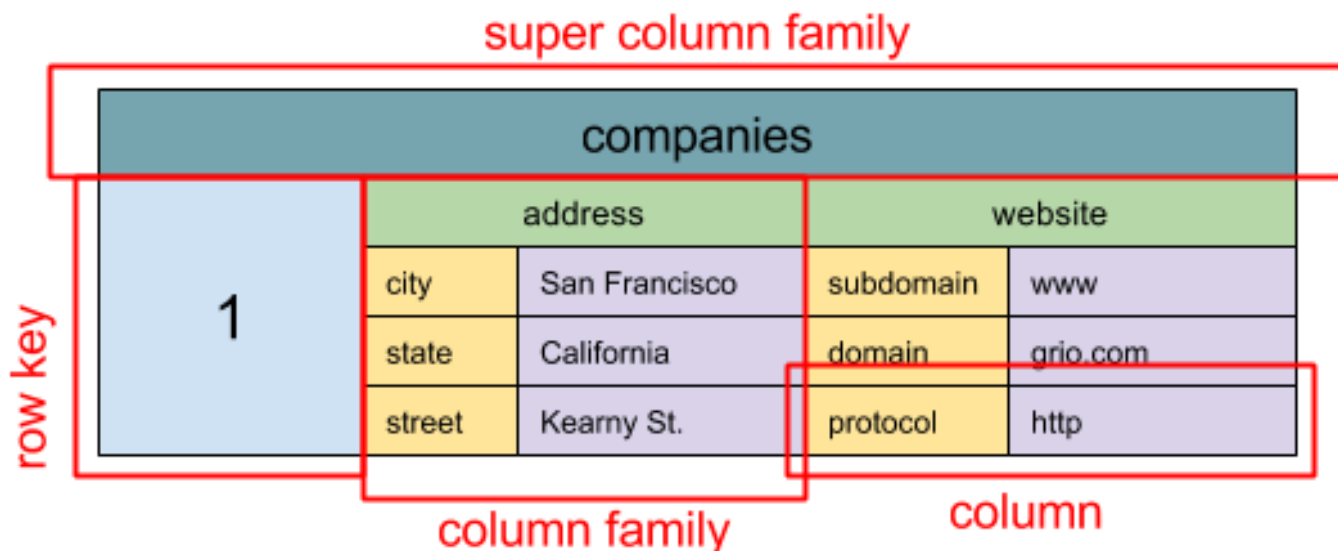 super column family
companies
address website
city San Francisco subdomain www
1
state California domain grio.com
street Kearny St. protocol http
row key
column family
column